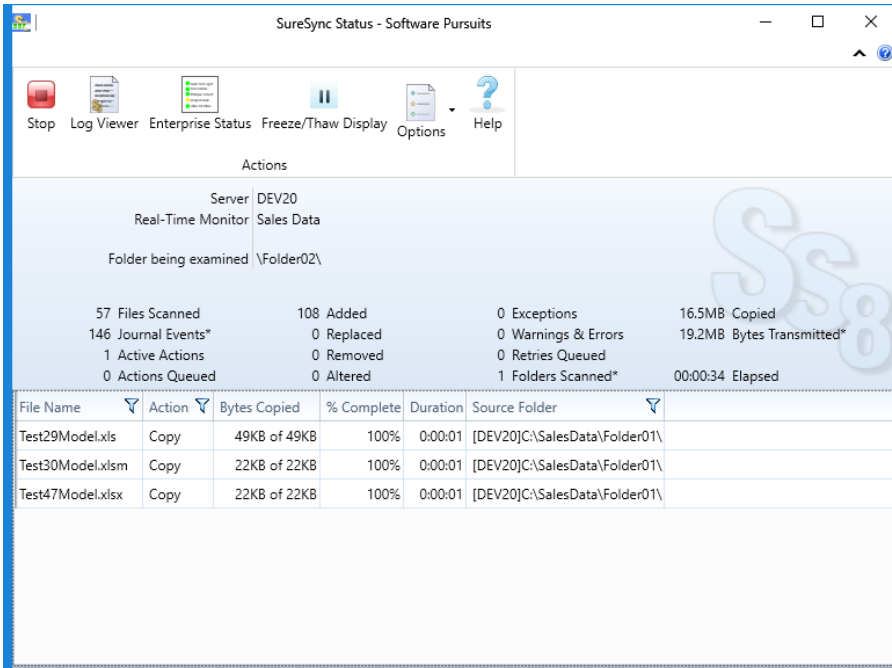 SureSync Status - Software Pursuits
Stop Log Viewer Enterprise Status Freeze/Thaw Display Options Help
Actions
Server DEV20
Real-Time Monitor Sales Data
Folder being examined \Folder02\
57 Files Scanned 108 Added 0 Exceptions 16.5MB Copied
146 Journal Events* 0 Replaced 0 Warnings & Errors 19.2MB Bytes Transmitted*
1 Active Actions 0 Removed 0 Retries Queued
0 Actions Queued 0 Altered 1 Folders Scanned* 00:00:34 Elapsed
Ss8
File Name Action Bytes Copied % Complete Duration Source Folder
Test29Model.xls Copy 49KB of 49KB 100% 0:00:01 [DEV20]C:\SalesData\Folder01\
Test30Model.xlsm Copy 22KB of 22KB 100% 0:00:01 [DEV20]C:\SalesData\Folder01\
Test47Model.xlsx Copy 22KB of 22KB 100% 0:00:01 [DEV20]C:\SalesData\Folder01\